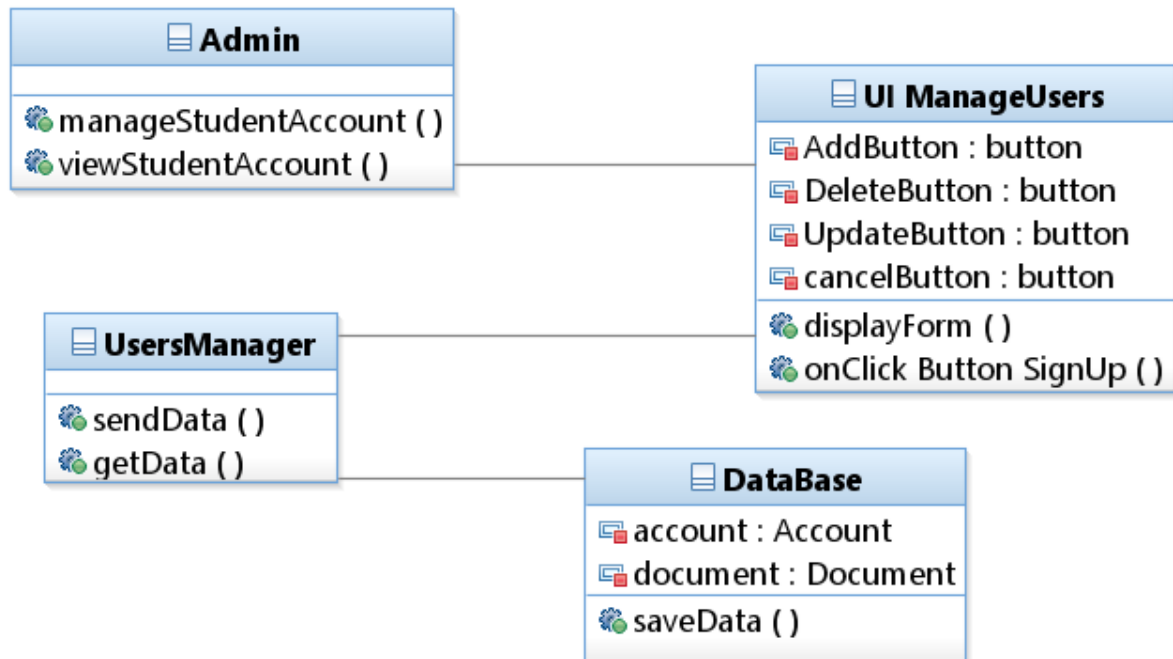 Admin
manageStudentAccount ( )
viewStudentAccount ( )
UI ManageUsers
AddButton : button
DeleteButton : button
UpdateButton : button
cancelButton : button
displayForm ( )
onClick Button SignUp ( )
UsersManager
sendData ( )
getData ( )
DataBase
account : Account
document : Document
saveData ( )